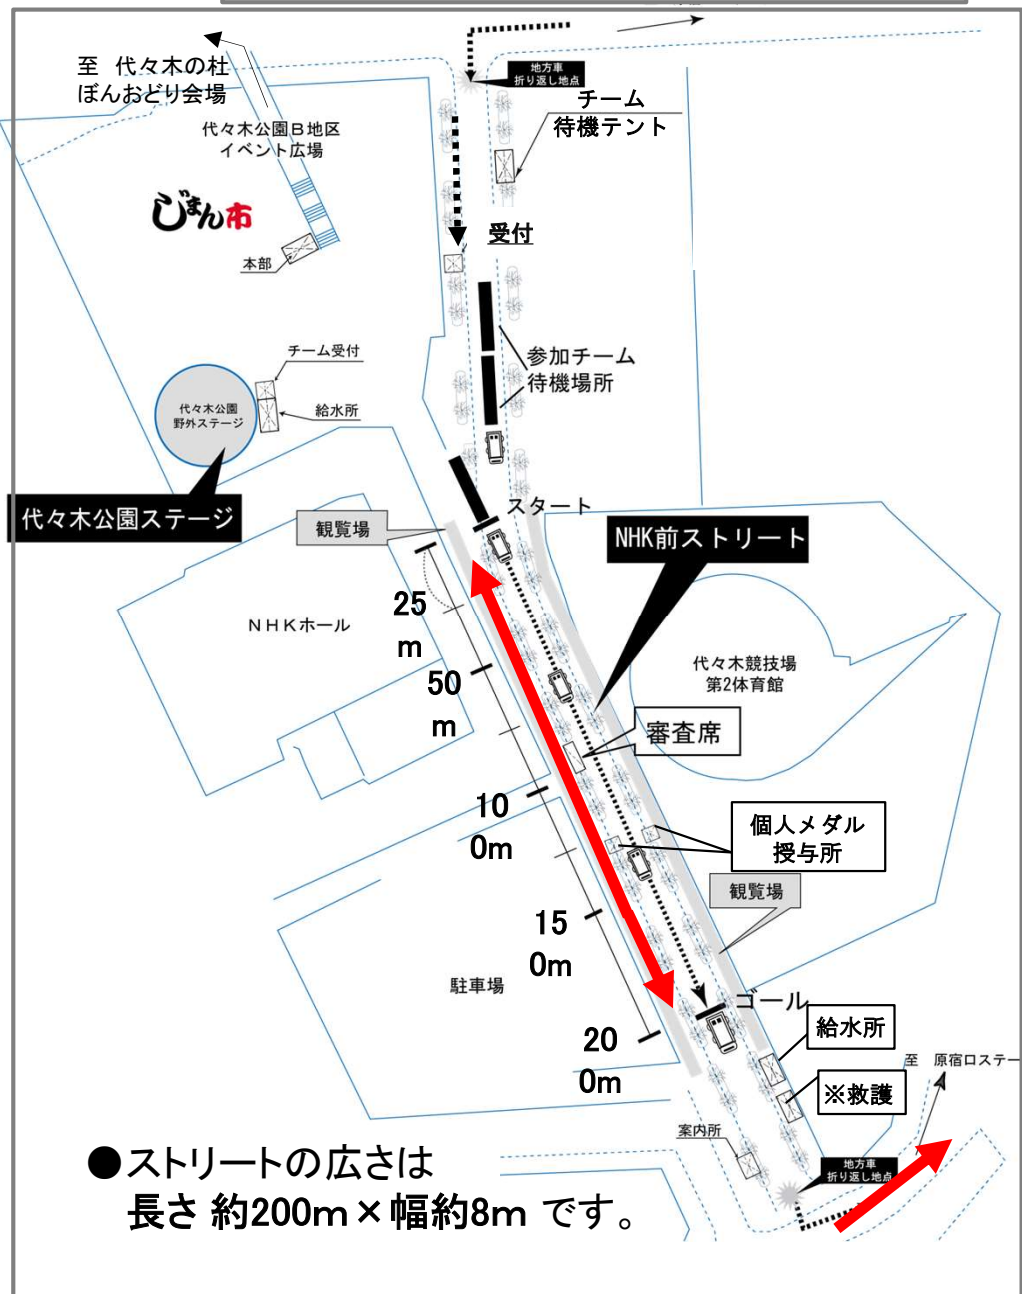 地方車
折り返し地点
至 代々木の杜
ぼんおどり会場
チーム
待機テント
代々木公園B地区
イベント広場
じまん市
受付
本部
チーム受付
参加チーム
待機場所
代々木公園
野外ステージ
給水所
スタート
代々木公園ステージ
観覧場
NHK前ストリート
25
m
NHKホール
代々木競技場
第2体育館
50
m
審査席
10
0m
個人メダル
授与所
観覧場
15
0m
駐車場
ゴール
給水所
20
0m
至 原宿口ステー
※救護
案内所
地方車
折り返し地点
●ストリートの広さは
長さ 約200m×幅約8m です。